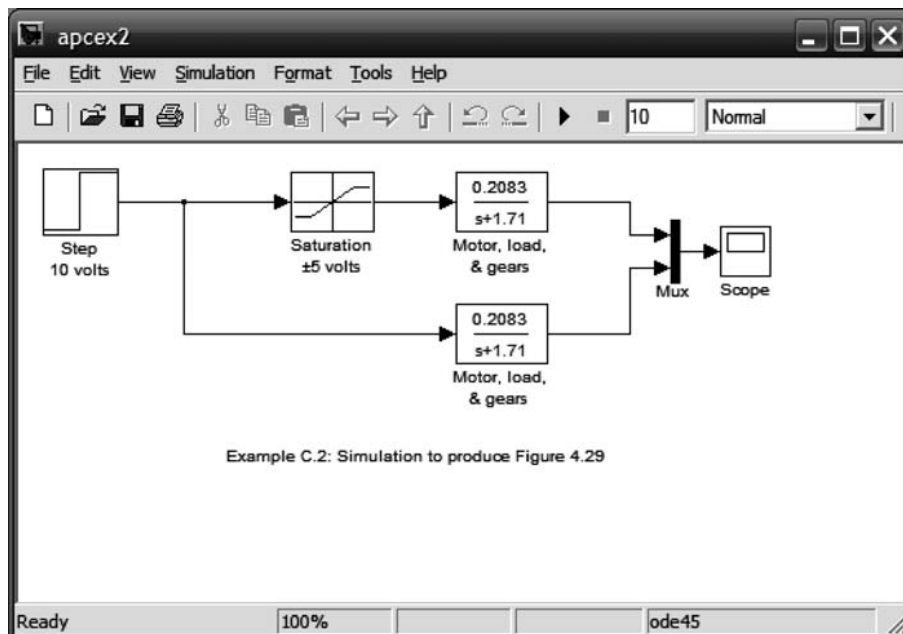 apcex2
File Edit View Simulation Format Tools Help
10 Normal
Step
10 volts
Saturation
±5 volts
0.2083
s+1.71
Motor, load,
& gears
Mux
Scope
0.2083
s+1.71
Motor, load,
& gears
Example C.2: Simulation to produce Figure 4.29
Ready 100% ode45